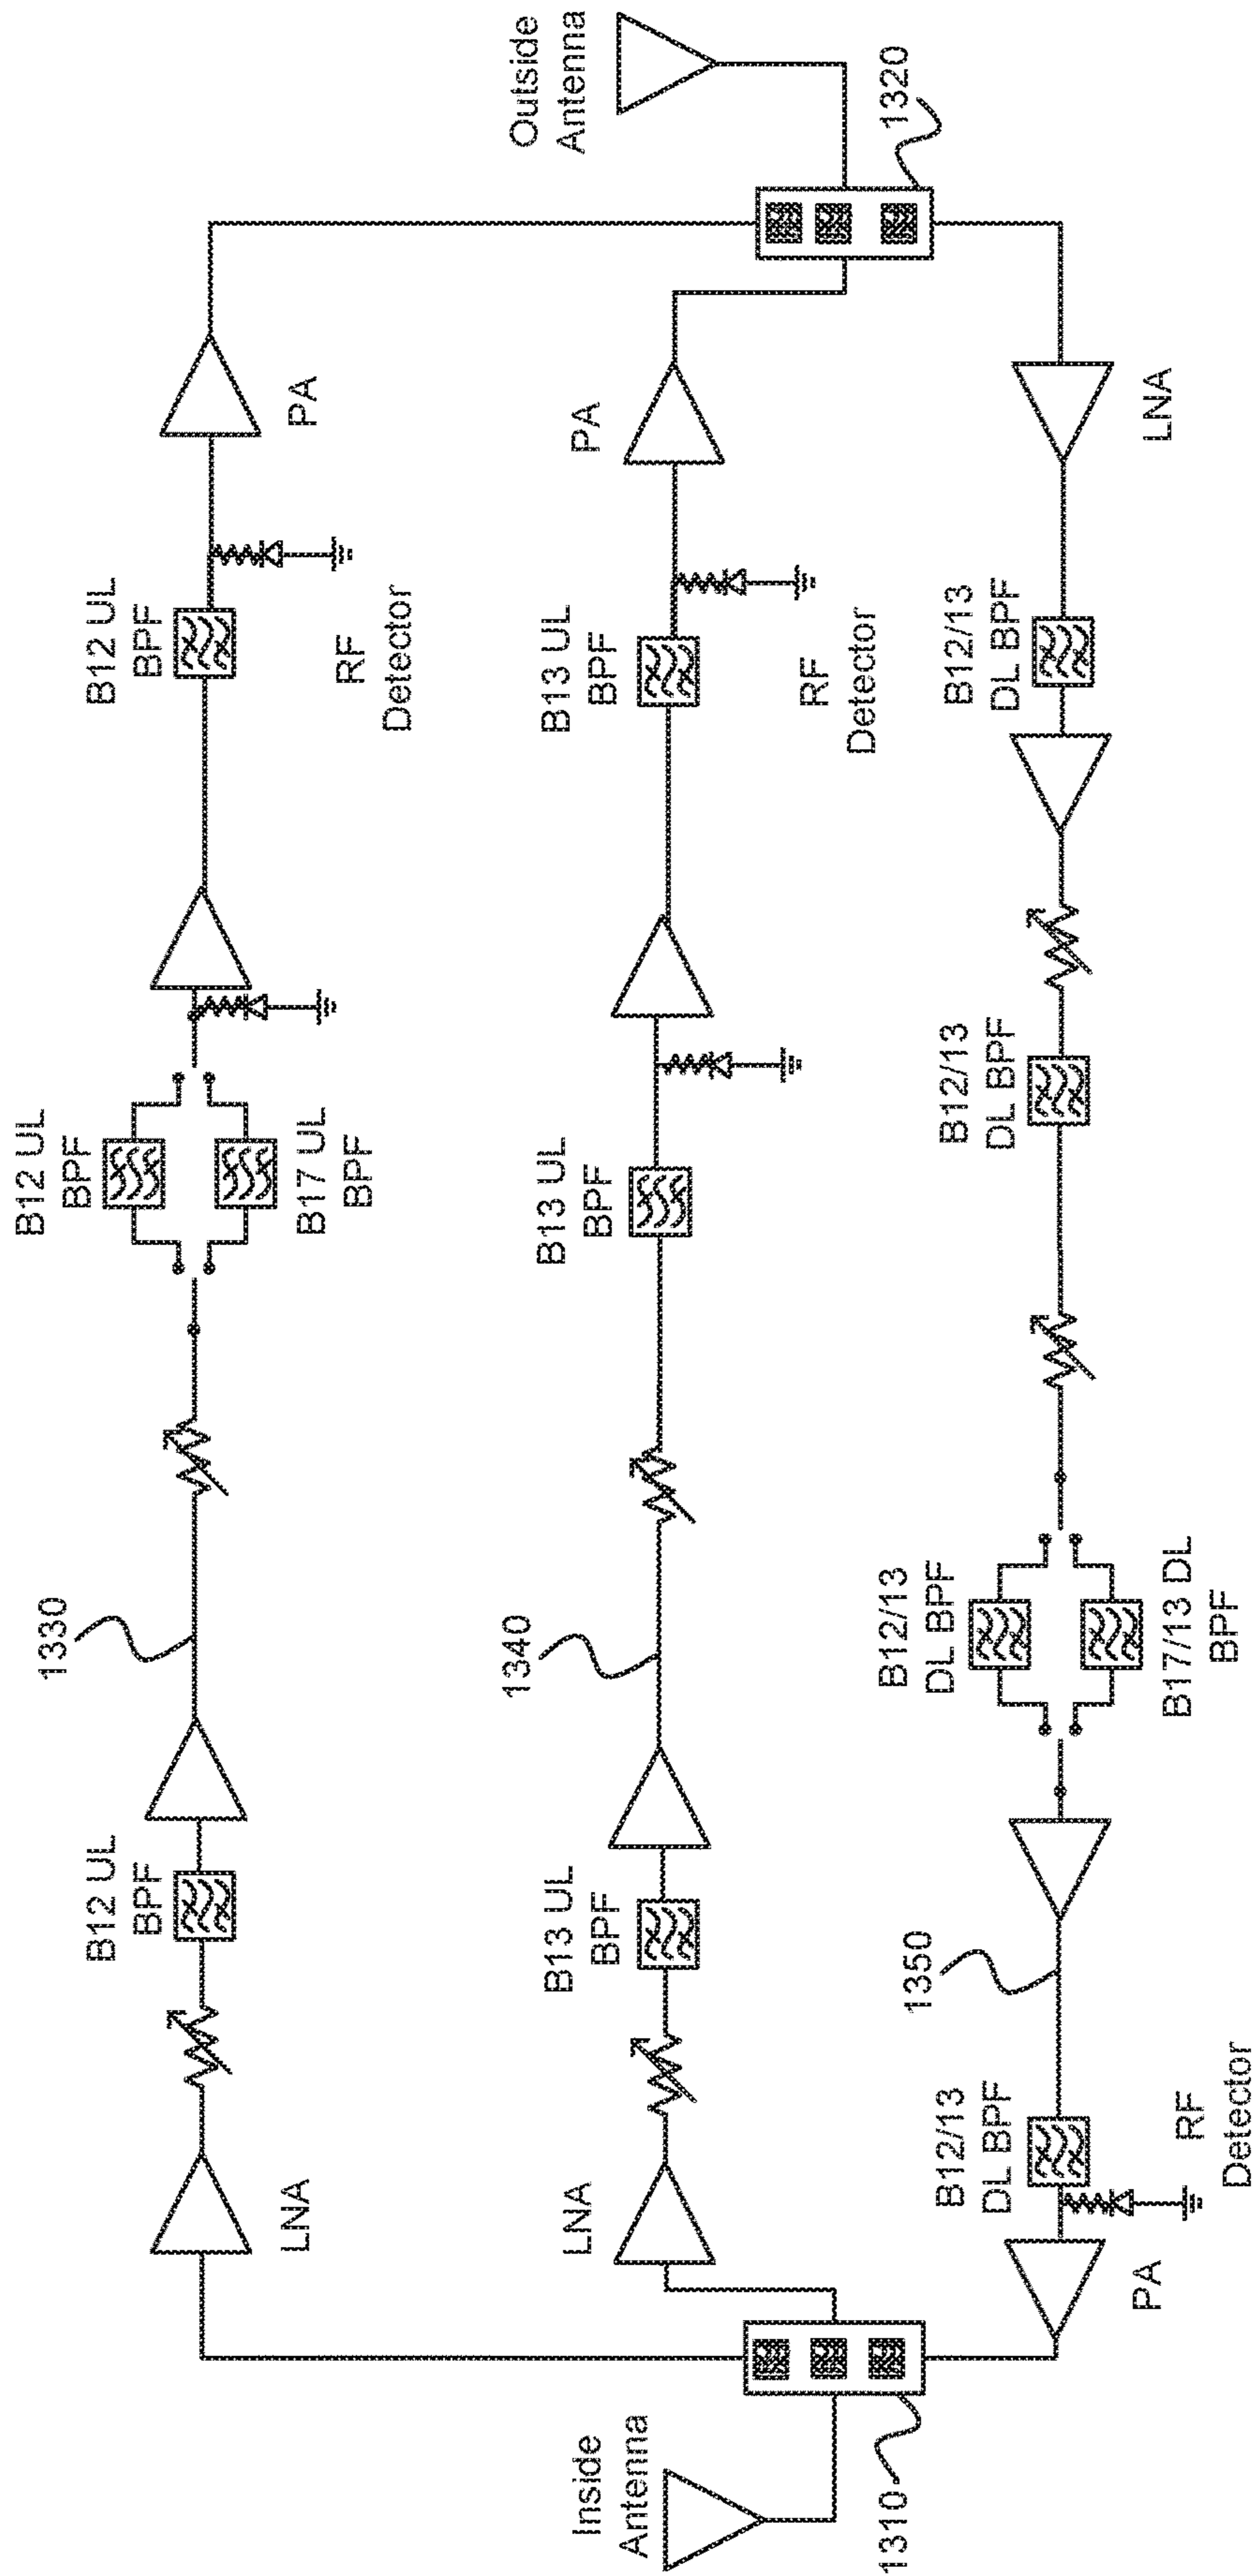 Outside
Antenna
1320
B12 UL
BPF
PA
RF
Detector
B12 UL
BPF
B17 UL
BPF
1330
B12 UL
BPF
LNA
PA
B13 UL
BPF
RF
Detector
B13 UL
BPF
1340
B13 UL
BPF
LNA
LNA
B12/13
DL BPF
B12/13
DL BPF
B12/13
DL BPF
B17/13 DL
BPF
1350
B12/13
DL BPF
RF
Detector
PA
Inside
Antenna
1310